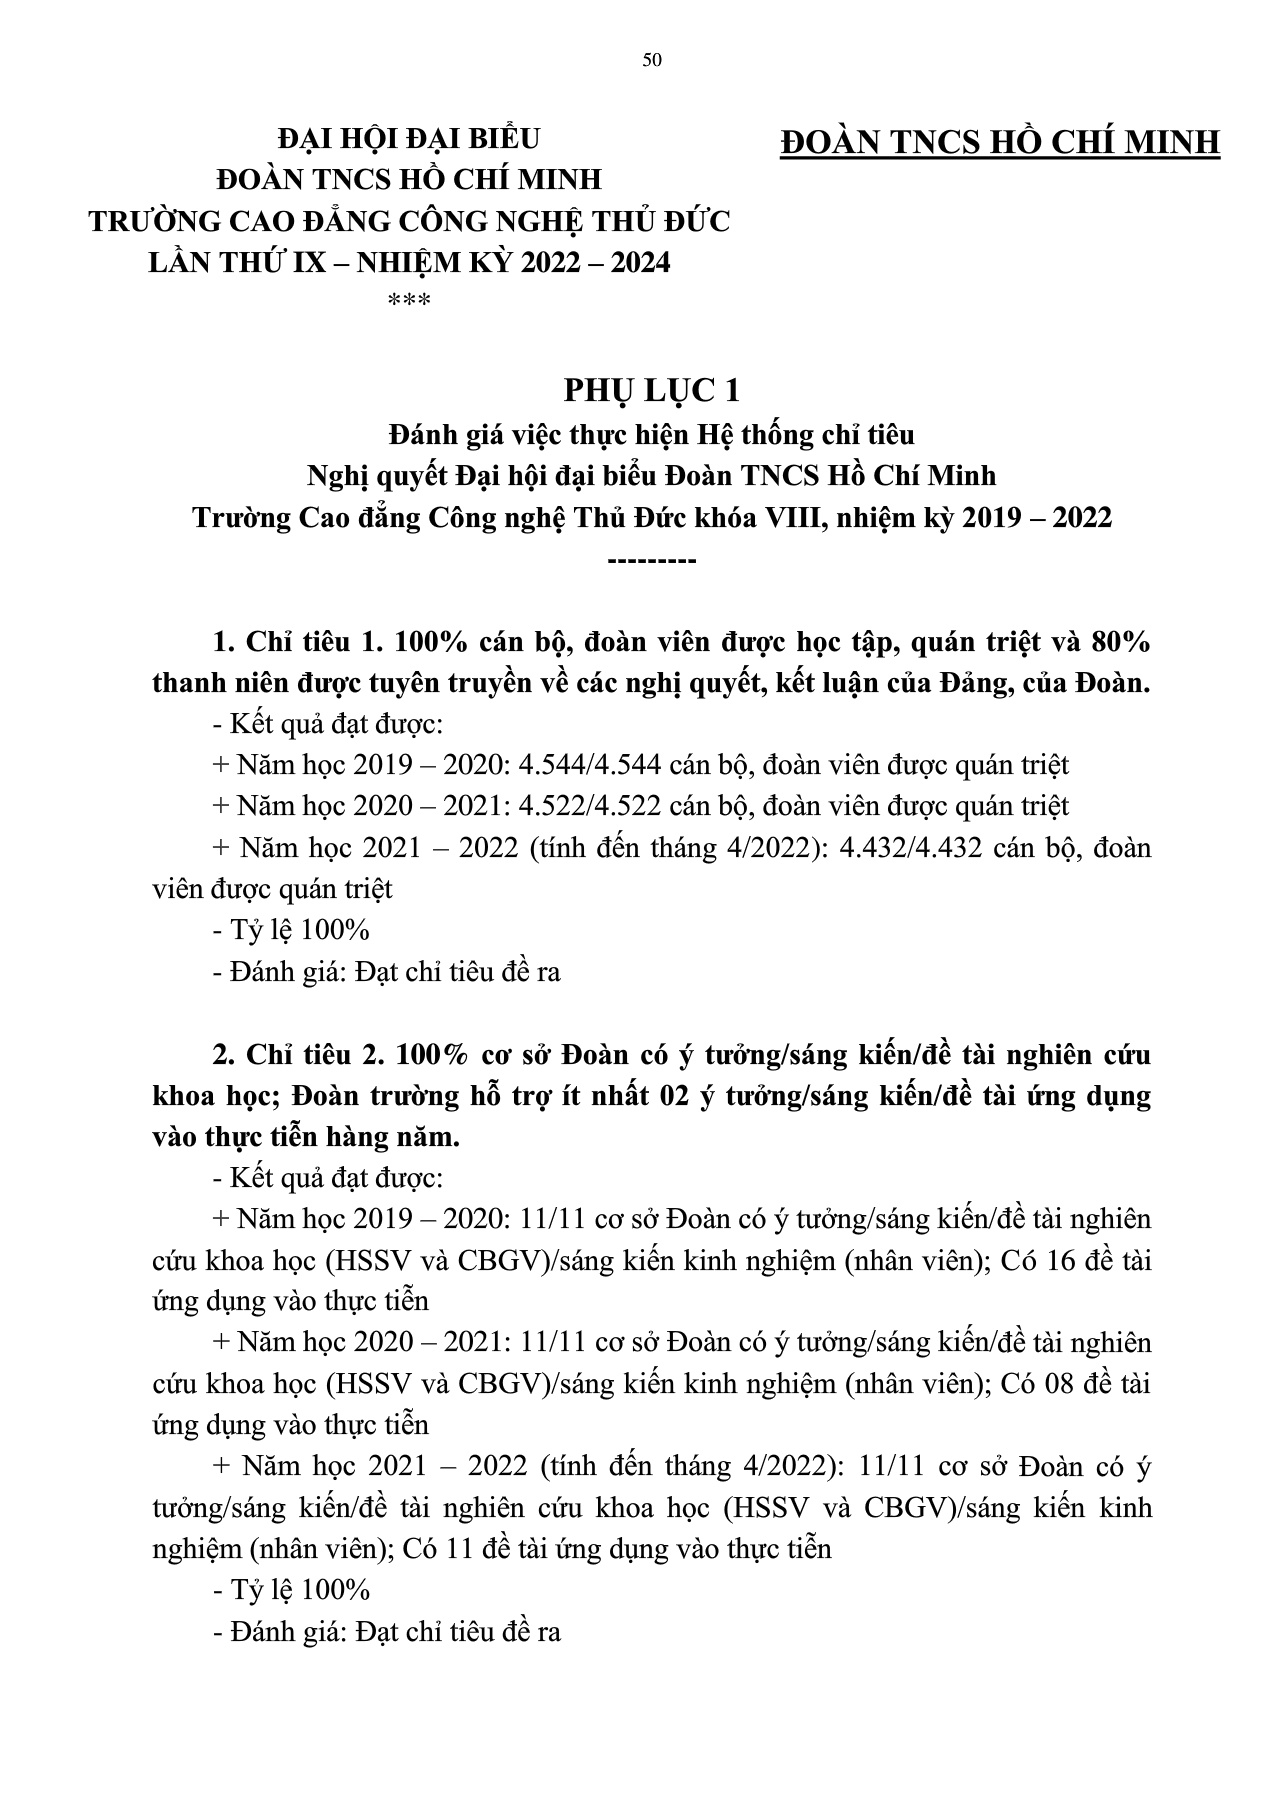 50
ĐẠI HỘI ĐẠI BIỂU
ĐOÀN TNCS HỒ CHÍ MINH
TRƯỜNG CAO ĐẲNG CÔNG NGHỆ THỦ ĐỨC
LẦN THỨ IX – NHIỆM KỲ 2022 – 2024
***
ĐOÀN TNCS HỒ CHÍ MINH
PHỤ LỤC 1
Đánh giá việc thực hiện Hệ thống chỉ tiêu
Nghị quyết Đại hội đại biểu Đoàn TNCS Hồ Chí Minh
Trường Cao đẳng Công nghệ Thủ Đức khóa VIII, nhiệm kỳ 2019 – 2022
---------
1. Chỉ tiêu 1. 100% cán bộ, đoàn viên được học tập, quán triệt và 80%
thanh niên được tuyên truyền về các nghị quyết, kết luận của Đảng, của Đoàn.
- Kết quả đạt được:
+ Năm học 2019 – 2020: 4.544/4.544 cán bộ, đoàn viên được quán triệt
+ Năm học 2020 – 2021: 4.522/4.522 cán bộ, đoàn viên được quán triệt
+ Năm học 2021 – 2022 (tính đến tháng 4/2022): 4.432/4.432 cán bộ, đoàn
viên được quán triệt
- Tỷ lệ 100%
- Đánh giá: Đạt chỉ tiêu đề ra
2. Chỉ tiêu 2. 100% cơ sở Đoàn có ý tưởng/sáng kiến/đề tài nghiên cứu
khoa học; Đoàn trường hỗ trợ ít nhất 02 ý tưởng/sáng kiến/đề tài ứng dụng
vào thực tiễn hàng năm.
- Kết quả đạt được:
+ Năm học 2019 – 2020: 11/11 cơ sở Đoàn có ý tưởng/sáng kiến/đề tài nghiên
cứu khoa học (HSSV và CBGV)/sáng kiến kinh nghiệm (nhân viên); Có 16 đề tài
ứng dụng vào thực tiễn
+ Năm học 2020 – 2021: 11/11 cơ sở Đoàn có ý tưởng/sáng kiến/đề tài nghiên
cứu khoa học (HSSV và CBGV)/sáng kiến kinh nghiệm (nhân viên); Có 08 đề tài
ứng dụng vào thực tiễn
+ Năm học 2021 – 2022 (tính đến tháng 4/2022): 11/11 cơ sở Đoàn có ý
tưởng/sáng kiến/đề tài nghiên cứu khoa học (HSSV và CBGV)/sáng kiến kinh
nghiệm (nhân viên); Có 11 đề tài ứng dụng vào thực tiễn
- Tỷ lệ 100%
- Đánh giá: Đạt chỉ tiêu đề ra